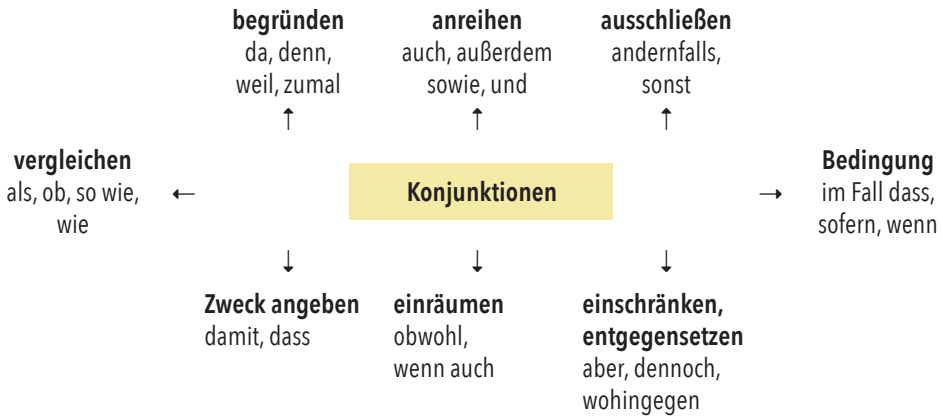 begründen
da, denn,
weil, zumal
anreihen
auch, außerdem
sowie, und
ausschließen
andernfalls,
sonst
vergleichen
als, ob, so wie,
wie
Konjunktionen
Bedingung
im Fall dass,
sofern, wenn
Zweck angeben
damit, dass
einräumen
obwohl,
wenn auch
einschränken,
entgegensetzen
aber, dennoch,
wohingegen